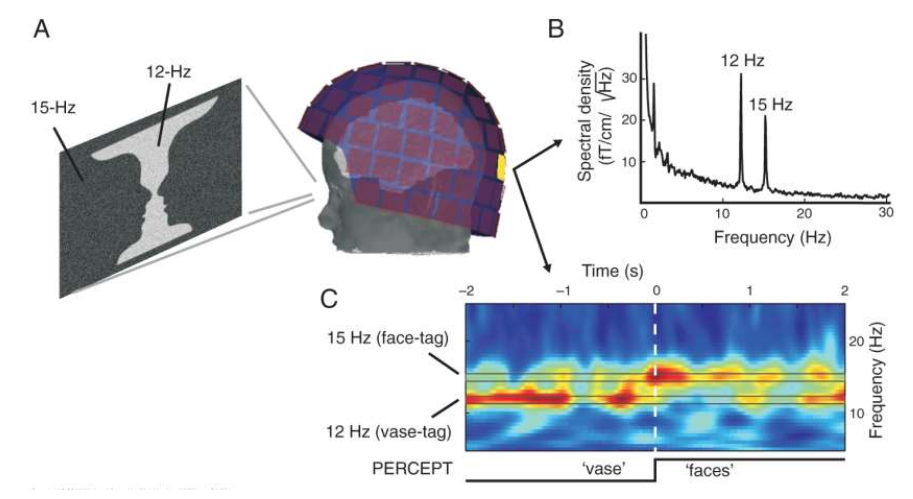 A
12-Hz
15-Hz
B
Spectral density
(fT/cm/ √Hz)
30
20
10
12 Hz
15 Hz
0 10 20 30
Frequency (Hz)
C
Time (s)
−2 −1 0 1 2
15 Hz (face-tag)
12 Hz (vase-tag)
20
10
Frequency (Hz)
PERCEPT 'vase' 'faces'